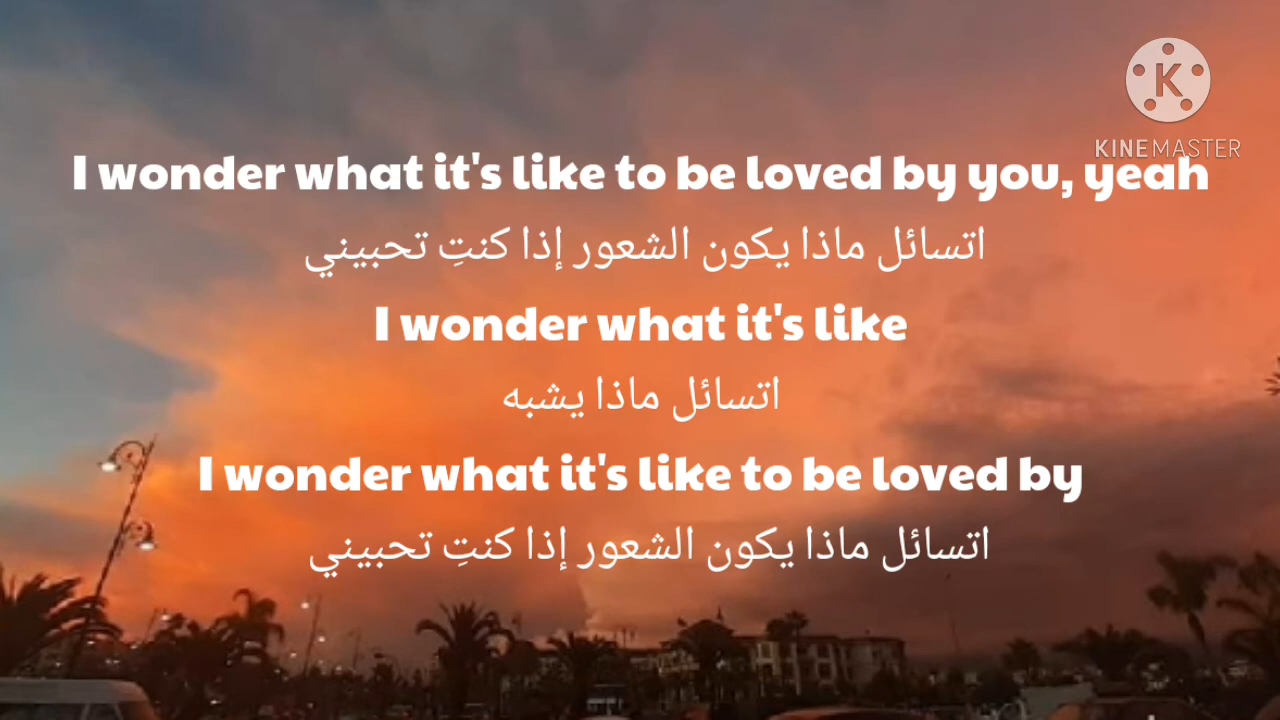 KINEMASTER
I wonder what it's like to be loved by you, yeah
اتسائل ماذا يكون الشعور إذا كنتِ تحبيني
I wonder what it's like
اتسائل ماذا يشبه
I wonder what it's like to be loved by
اتسائل ماذا يكون الشعور إذا كنتِ تحبيني